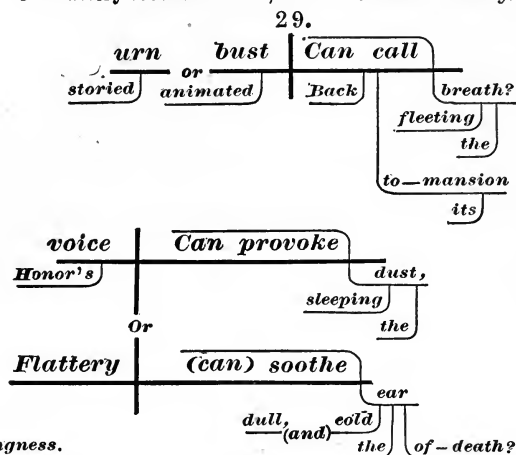 29.
urn bust Can call
storied or animated Back breath?
fleeting
the
to—mansion
its
voice Can provoke
Honor's dust,
sleeping
the
Or
Flattery (can) soothe
ear
dull, (and) cold
the of—death?
ngness.